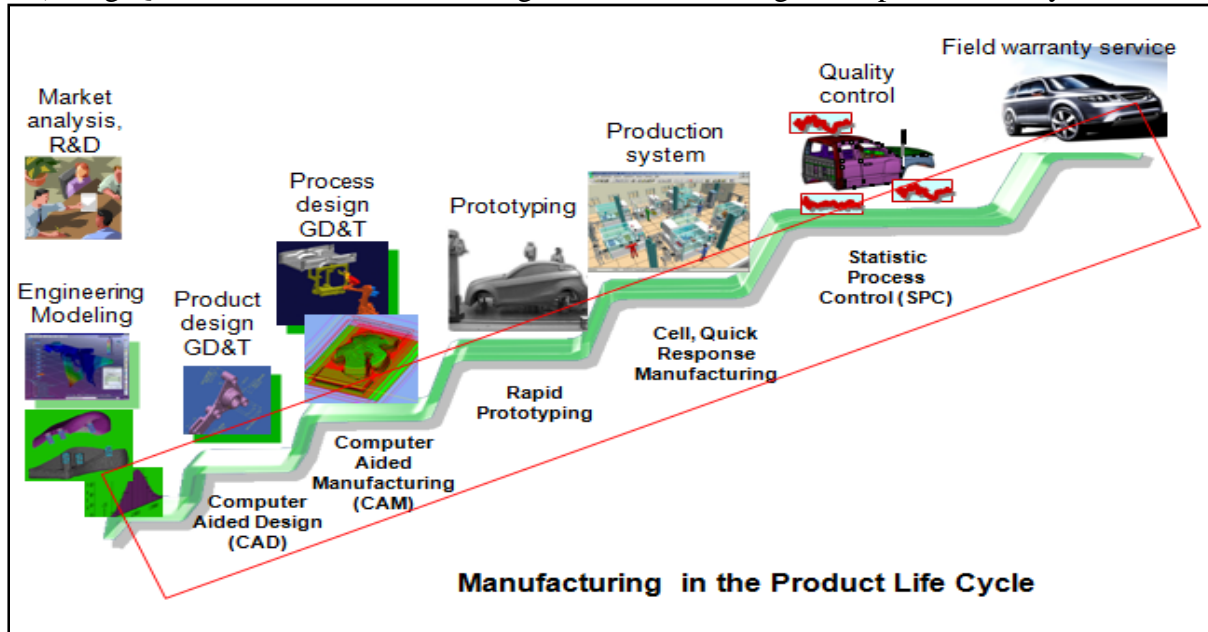 Market
analysis,
R&D
Engineering
Modeling
Product
design
GD&T
Process
design
GD&T
Prototyping
Production
system
Quality
control
Field warranty service
Computer
Aided Design
(CAD)
Computer
Aided
Manufacturing
(CAM)
Rapid
Prototyping
Cell, Quick
Response
Manufacturing
Statistic
Process
Control (SPC)
Manufacturing in the Product Life Cycle